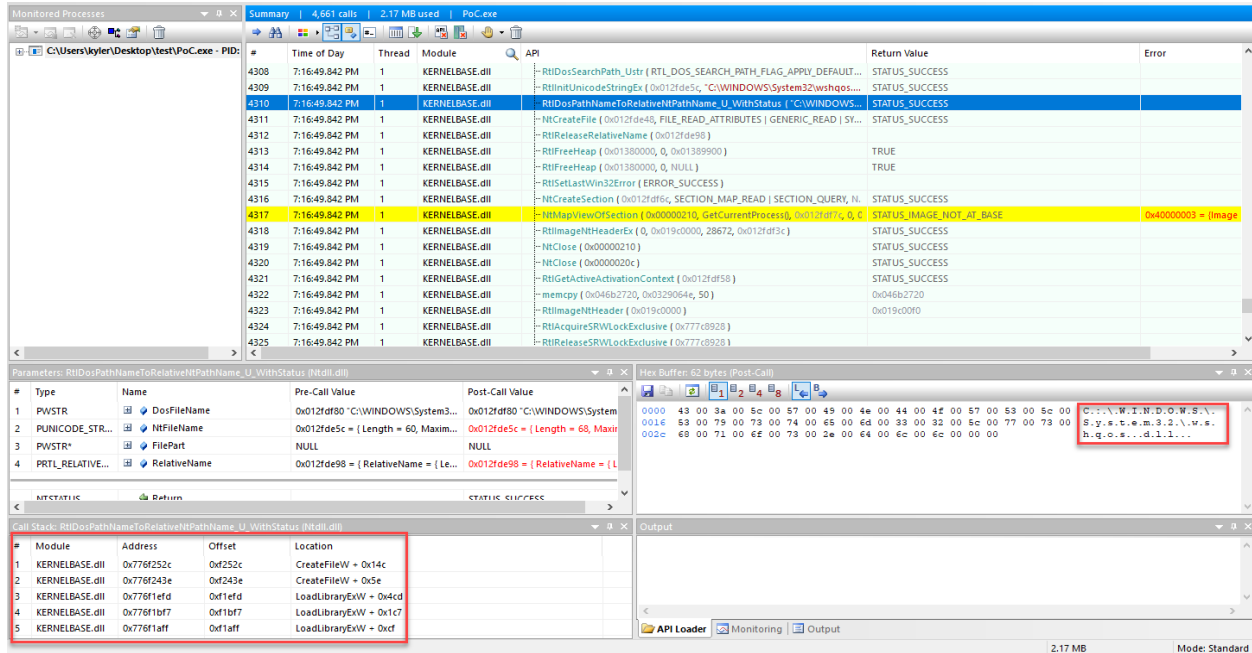 Monitored Processes
Summary | 4,661 calls | 2.17 MB used | PoC.exe
C:\Users\kyler\Desktop\test\PoC.exe - PID:
# Time of Day Thread Module API Return Value Error
4308 7:16:49.842 PM 1 KERNELBASE.dll RtlDosSearchPath_Ustr ( RTL_DOS_SEARCH_PATH_FLAG_APPLY_DEFAULT... STATUS_SUCCESS
4309 7:16:49.842 PM 1 KERNELBASE.dll RtlInitUnicodeStringEx ( 0x012fde5c, "C:\WINDOWS\System32\wshqos.... STATUS_SUCCESS
4310 7:16:49.842 PM 1 KERNELBASE.dll RtlDosPathNameToRelativeNtPathName_U_WithStatus ( "C:\WINDOWS... STATUS_SUCCESS
4311 7:16:49.842 PM 1 KERNELBASE.dll NtCreateFile ( 0x012fde48, FILE_READ_ATTRIBUTES | GENERIC_READ | SY... STATUS_SUCCESS
4312 7:16:49.842 PM 1 KERNELBASE.dll RtlReleaseRelativeName ( 0x012fde98 )
4313 7:16:49.842 PM 1 KERNELBASE.dll RtlFreeHeap ( 0x01380000, 0, 0x01389900 ) TRUE
4314 7:16:49.842 PM 1 KERNELBASE.dll RtlFreeHeap ( 0x01380000, 0, NULL ) TRUE
4315 7:16:49.842 PM 1 KERNELBASE.dll RtlSetLastWin32Error ( ERROR_SUCCESS )
4316 7:16:49.842 PM 1 KERNELBASE.dll NtCreateSection ( 0x012fdf6c, SECTION_MAP_READ | SECTION_QUERY, N. STATUS_SUCCESS
4317 7:16:49.842 PM 1 KERNELBASE.dll NtMapViewOfSection ( 0x00000210, GetCurrentProcess(), 0x012fdf7c, 0, 0 STATUS_IMAGE_NOT_AT_BASE 0x40000003 = {Image
4318 7:16:49.842 PM 1 KERNELBASE.dll RtlImageNtHeaderEx ( 0, 0x019c0000, 28672, 0x012fdf3c ) STATUS_SUCCESS
4319 7:16:49.842 PM 1 KERNELBASE.dll NtClose ( 0x00000210 ) STATUS_SUCCESS
4320 7:16:49.842 PM 1 KERNELBASE.dll NtClose ( 0x0000020c ) STATUS_SUCCESS
4321 7:16:49.842 PM 1 KERNELBASE.dll RtlGetActiveActivationContext ( 0x012fdf58 ) STATUS_SUCCESS
4322 7:16:49.842 PM 1 KERNELBASE.dll memcpy ( 0x046b2720, 0x0329064e, 50 ) 0x046b2720
4323 7:16:49.842 PM 1 KERNELBASE.dll RtlImageNtHeader ( 0x019c0000 ) 0x019c00f0
4324 7:16:49.842 PM 1 KERNELBASE.dll RtlAcquireSRWLockExclusive ( 0x777c8928 )
4325 7:16:49.842 PM 1 KERNELBASE.dll RtlReleaseSRWLockExclusive ( 0x777c8928 )
Parameters: RtlDosPathNameToRelativeNtPathName_U_WithStatus (Ntdll.dll)
# Type Name Pre-Call Value Post-Call Value
1 PWSTR DosFileName 0x012fdf80 "C:\WINDOWS\System3... 0x012fdf80 "C:\WINDOWS\System
2 PUNICODE_STR... NtFileName 0x012fde5c = { Length = 60, Maxim... 0x012fde5c = { Length = 68, Maxir
3 PWSTR* FilePart NULL NULL
4 PRTL_RELATIVE... RelativeName 0x012fde98 = { RelativeName = { Le... 0x012fde98 = { RelativeName = { L
NTSTATUS Return STATUS_SUCCESS
Hex Buffer: 62 bytes (Post-Call)
1 2 4 8 L B
0000 43 00 3a 00 5c 00 57 00 49 00 4e 00 44 00 4f 00 57 00 53 00 5c 00 C.:.\.W.I.N.D.O.W.S.\.
0016 53 00 79 00 73 00 74 00 65 00 6d 00 33 00 32 00 5c 00 77 00 73 00 S.y.s.t.e.m.3.2.\.w.s.
002c 68 00 71 00 6f 00 73 00 2e 00 64 00 6c 00 6c 00 00 00 h.q.o.s...d.l.l...
Call Stack: RtlDosPathNameToRelativeNtPathName_U_WithStatus (Ntdll.dll)
# Module Address Offset Location
1 KERNELBASE.dll 0x776f252c 0xf252c CreateFileW + 0x14c
2 KERNELBASE.dll 0x776f243e 0xf243e CreateFileW + 0x5e
3 KERNELBASE.dll 0x776f1efd 0xf1efd LoadLibraryExW + 0x4cd
4 KERNELBASE.dll 0x776f1bf7 0xf1bf7 LoadLibraryExW + 0x1c7
5 KERNELBASE.dll 0x776f1aff 0xf1aff LoadLibraryExW + 0xcf
Output
API Loader Monitoring Output
2.17 MB Mode: Standard